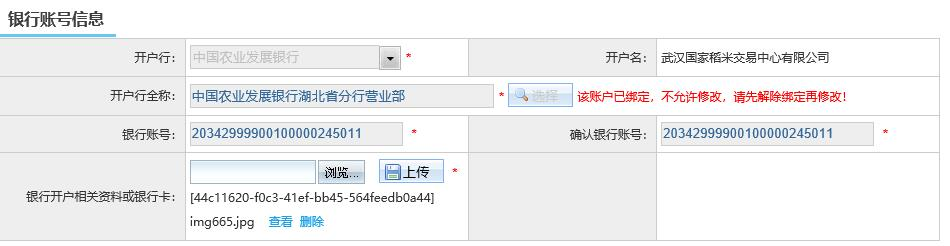 银行账号信息
开户行： 中国农业发展银行 * 开户名： 武汉国家稻米交易中心有限公司
开户行全称： 中国农业发展银行湖北省分行营业部 * 选择 该账户已绑定，不允许修改，请先解除绑定再修改！
银行账号： 20342999900100000245011 * 确认银行账号： 20342999900100000245011 *
浏览... 上传 *
银行开户相关资料或银行卡： [44c11620-f0c3-41ef-bb45-564feedb0a44]
img665.jpg 查看 删除